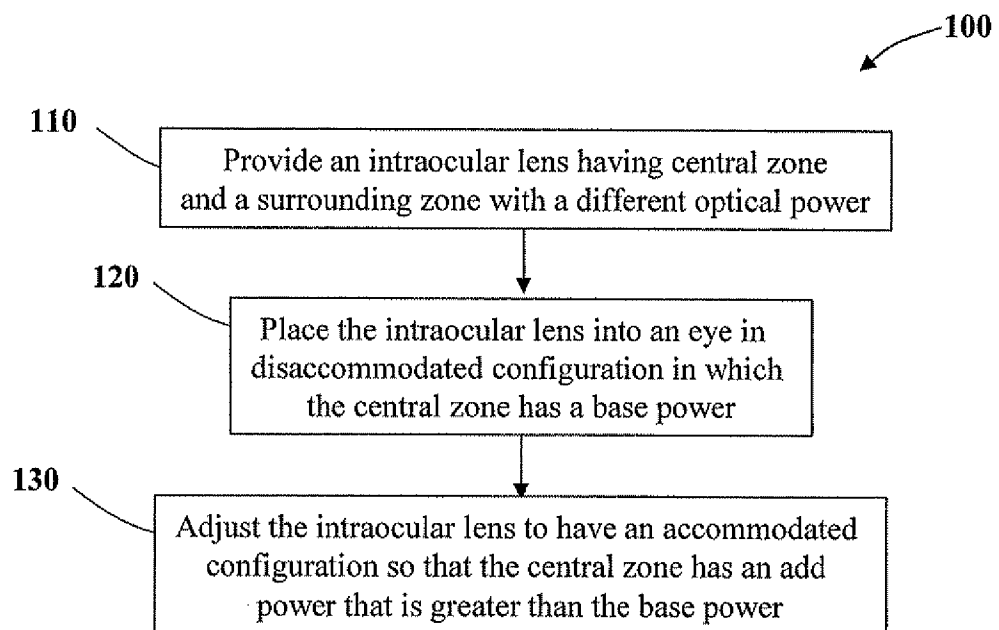 100
110
Provide an intraocular lens having central zone
and a surrounding zone with a different optical power
120
Place the intraocular lens into an eye in
disaccommodated configuration in which
the central zone has a base power
130
Adjust the intraocular lens to have an accommodated
configuration so that the central zone has an add
power that is greater than the base power